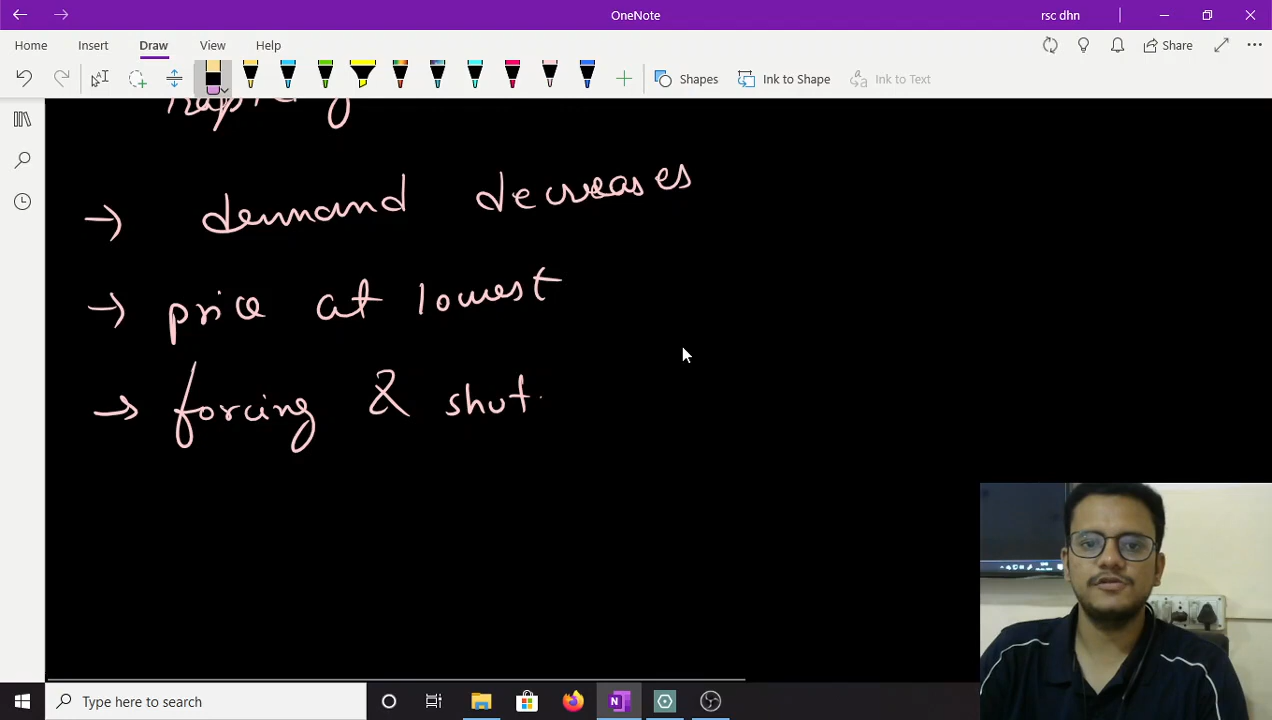 OneNote
rsc dhn
Home Insert Draw View Help
Share
Shapes
Ink to Shape
Ink to Text
→ demand decreases
→ price at lowest
→ forcing & shut
Type here to search